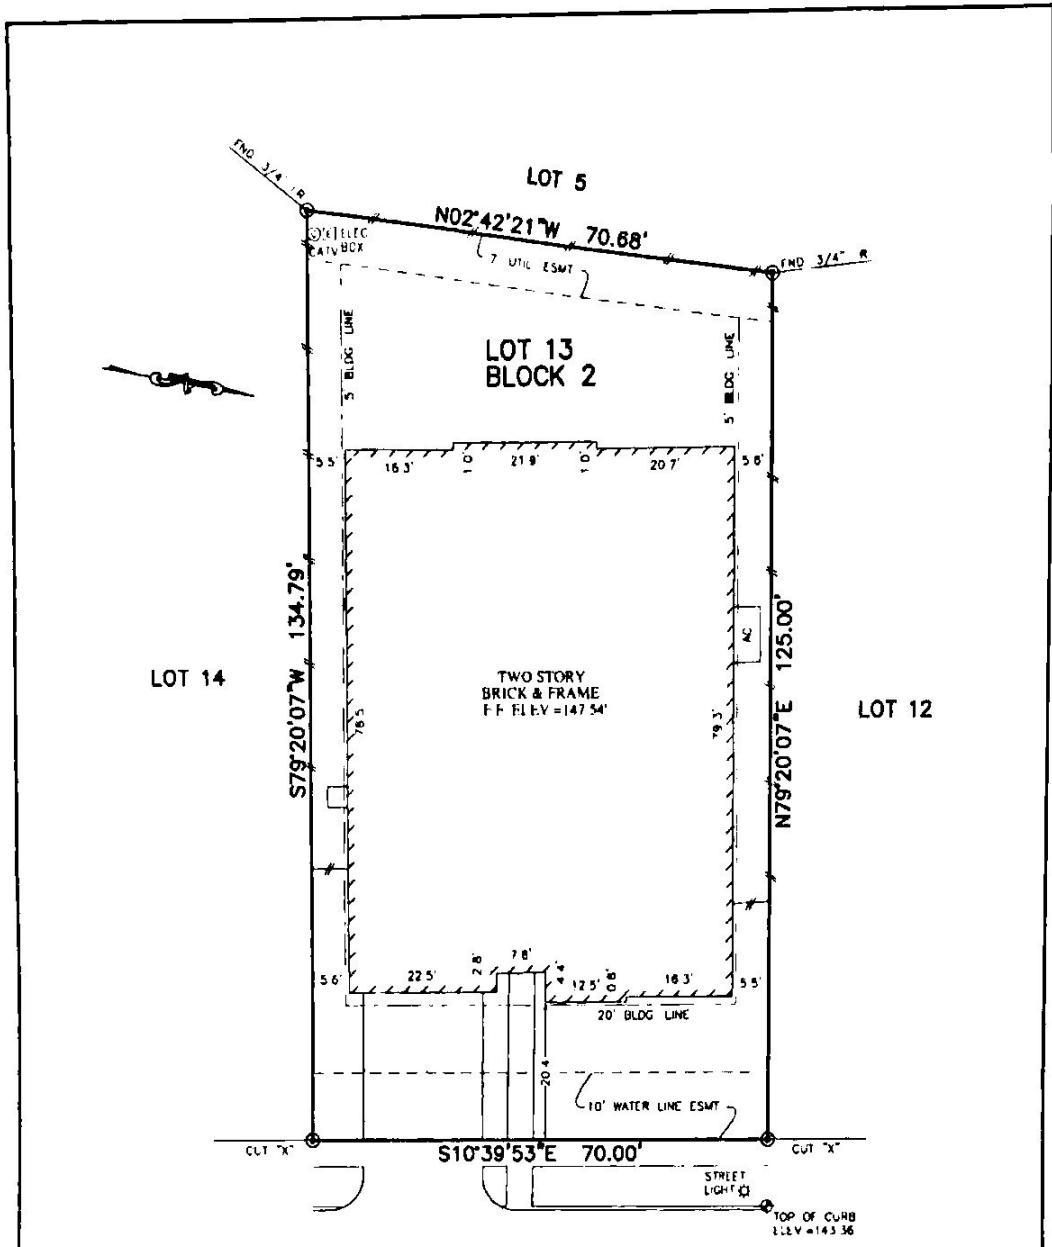 LOT 5
FND 3/4" IR
N02°42'21"W 70.68'
ELEC
BOX
CATV
7' UTIL ESMT
FND 3/4" IR
LOT 13
BLOCK 2
5' BLDG LINE
5' BLDG LINE
5.5'
16.3'
1.0'
21.9'
1.0'
20.7'
5.6'
S79°20'07"W 134.79'
N79°20'07"E 125.00'
AC
LOT 14
TWO STORY
BRICK & FRAME
F.F. ELEV.=147.54'
LOT 12
78.5'
79.3'
5.6'
22.5'
2.8'
7.8'
4.4'
12.5'
0.8'
16.3'
5.5'
20' BLDG LINE
20.4
10' WATER LINE ESMT
CUT "X"
S10°39'53"E 70.00'
CUT "X"
STREET
LIGHT
TOP OF CURB
ELEV.=143.36